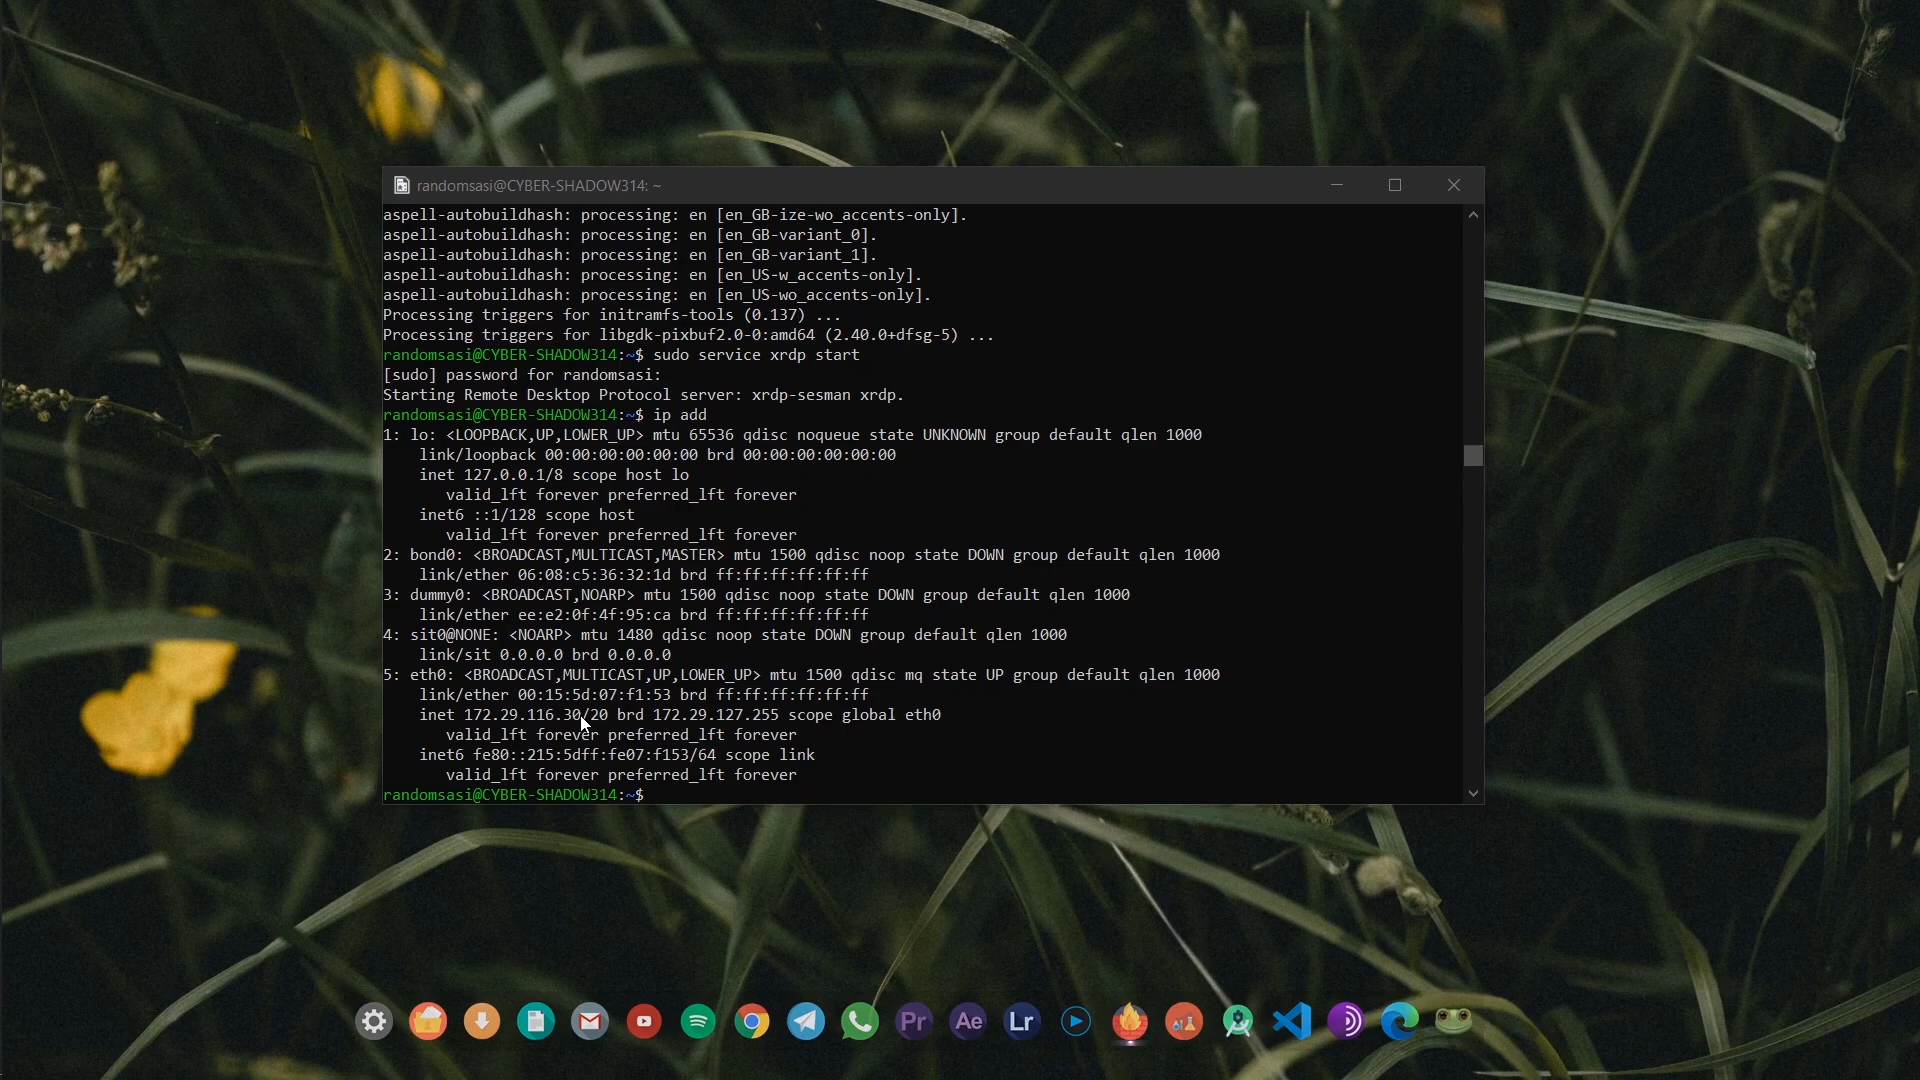 randomsasi@CYBER-SHADOW314: ~
aspell-autobuildhash: processing: en [en_GB-ize-wo_accents-only].
aspell-autobuildhash: processing: en [en_GB-variant_0].
aspell-autobuildhash: processing: en [en_GB-variant_1].
aspell-autobuildhash: processing: en [en_US-w_accents-only].
aspell-autobuildhash: processing: en [en_US-wo_accents-only].
Processing triggers for initramfs-tools (0.137) ...
Processing triggers for libgdk-pixbuf2.0-0:amd64 (2.40.0+dfsg-5) ...
randomsasi@CYBER-SHADOW314:~$ sudo service xrdp start
[sudo] password for randomsasi:
Starting Remote Desktop Protocol server: xrdp-sesman xrdp.
randomsasi@CYBER-SHADOW314:~$ ip add
1: lo: <LOOPBACK,UP,LOWER_UP> mtu 65536 qdisc noqueue state UNKNOWN group default qlen 1000
link/loopback 00:00:00:00:00:00 brd 00:00:00:00:00:00
inet 127.0.0.1/8 scope host lo
valid_lft forever preferred_lft forever
inet6 ::1/128 scope host
valid_lft forever preferred_lft forever
2: bond0: <BROADCAST,MULTICAST,MASTER> mtu 1500 qdisc noop state DOWN group default qlen 1000
link/ether 06:08:c5:36:32:1d brd ff:ff:ff:ff:ff:ff
3: dummy0: <BROADCAST,NOARP> mtu 1500 qdisc noop state DOWN group default qlen 1000
link/ether ee:e2:0f:4f:95:ca brd ff:ff:ff:ff:ff:ff
4: sit0@NONE: <NOARP> mtu 1480 qdisc noop state DOWN group default qlen 1000
link/sit 0.0.0.0 brd 0.0.0.0
5: eth0: <BROADCAST,MULTICAST,UP,LOWER_UP> mtu 1500 qdisc mq state UP group default qlen 1000
link/ether 00:15:5d:07:f1:53 brd ff:ff:ff:ff:ff:ff
inet 172.29.116.30/20 brd 172.29.127.255 scope global eth0
valid_lft forever preferred_lft forever
inet6 fe80::215:5dff:fe07:f153/64 scope link
valid_lft forever preferred_lft forever
randomsasi@CYBER-SHADOW314:~$
Pr Ae Lr